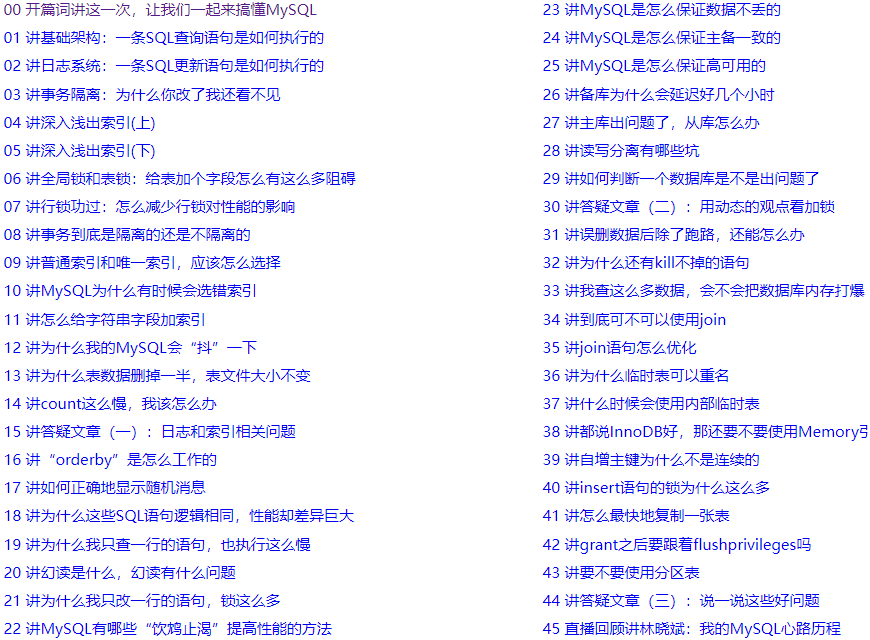 00 开篇词讲这一次，让我们一起来搞懂MySQL
01 讲基础架构：一条SQL查询语句是如何执行的
02 讲日志系统：一条SQL更新语句是如何执行的
03 讲事务隔离：为什么你改了我还看不见
04 讲深入浅出索引(上)
05 讲深入浅出索引(下)
06 讲全局锁和表锁：给表加个字段怎么有这么多阻碍
07 讲行锁功过：怎么减少行锁对性能的影响
08 讲事务到底是隔离的还是不隔离的
09 讲普通索引和唯一索引，应该怎么选择
10 讲MySQL为什么有时候会选错索引
11 讲怎么给字符串字段加索引
12 讲为什么我的MySQL会“抖”一下
13 讲为什么表数据删掉一半，表文件大小不变
14 讲count这么慢，我该怎么办
15 讲答疑文章（一）：日志和索引相关问题
16 讲“orderby”是怎么工作的
17 讲如何正确地显示随机消息
18 讲为什么这些SQL语句逻辑相同，性能却差异巨大
19 讲为什么我只查一行的语句，也执行这么慢
20 讲幻读是什么，幻读有什么问题
21 讲为什么我只改一行的语句，锁这么多
22 讲MySQL有哪些“饮鸩止渴”提高性能的方法
23 讲MySQL是怎么保证数据不丢的
24 讲MySQL是怎么保证主备一致的
25 讲MySQL是怎么保证高可用的
26 讲备库为什么会延迟好几个小时
27 讲主库出问题了，从库怎么办
28 讲读写分离有哪些坑
29 讲如何判断一个数据库是不是出问题了
30 讲答疑文章（二）：用动态的观点看加锁
31 讲误删数据后除了跑路，还能怎么办
32 讲为什么还有kill不掉的语句
33 讲我查这么多数据，会不会把数据库内存打爆
34 讲到底可不可以使用join
35 讲join语句怎么优化
36 讲为什么临时表可以重名
37 讲什么时候会使用内部临时表
38 讲都说InnoDB好，那还要不要使用Memory引
39 讲自增主键为什么不是连续的
40 讲insert语句的锁为什么这么多
41 讲怎么最快地复制一张表
42 讲grant之后要跟着flushprivileges吗
43 讲要不要使用分区表
44 讲答疑文章（三）：说一说这些好问题
45 直播回顾讲林晓斌：我的MySQL心路历程